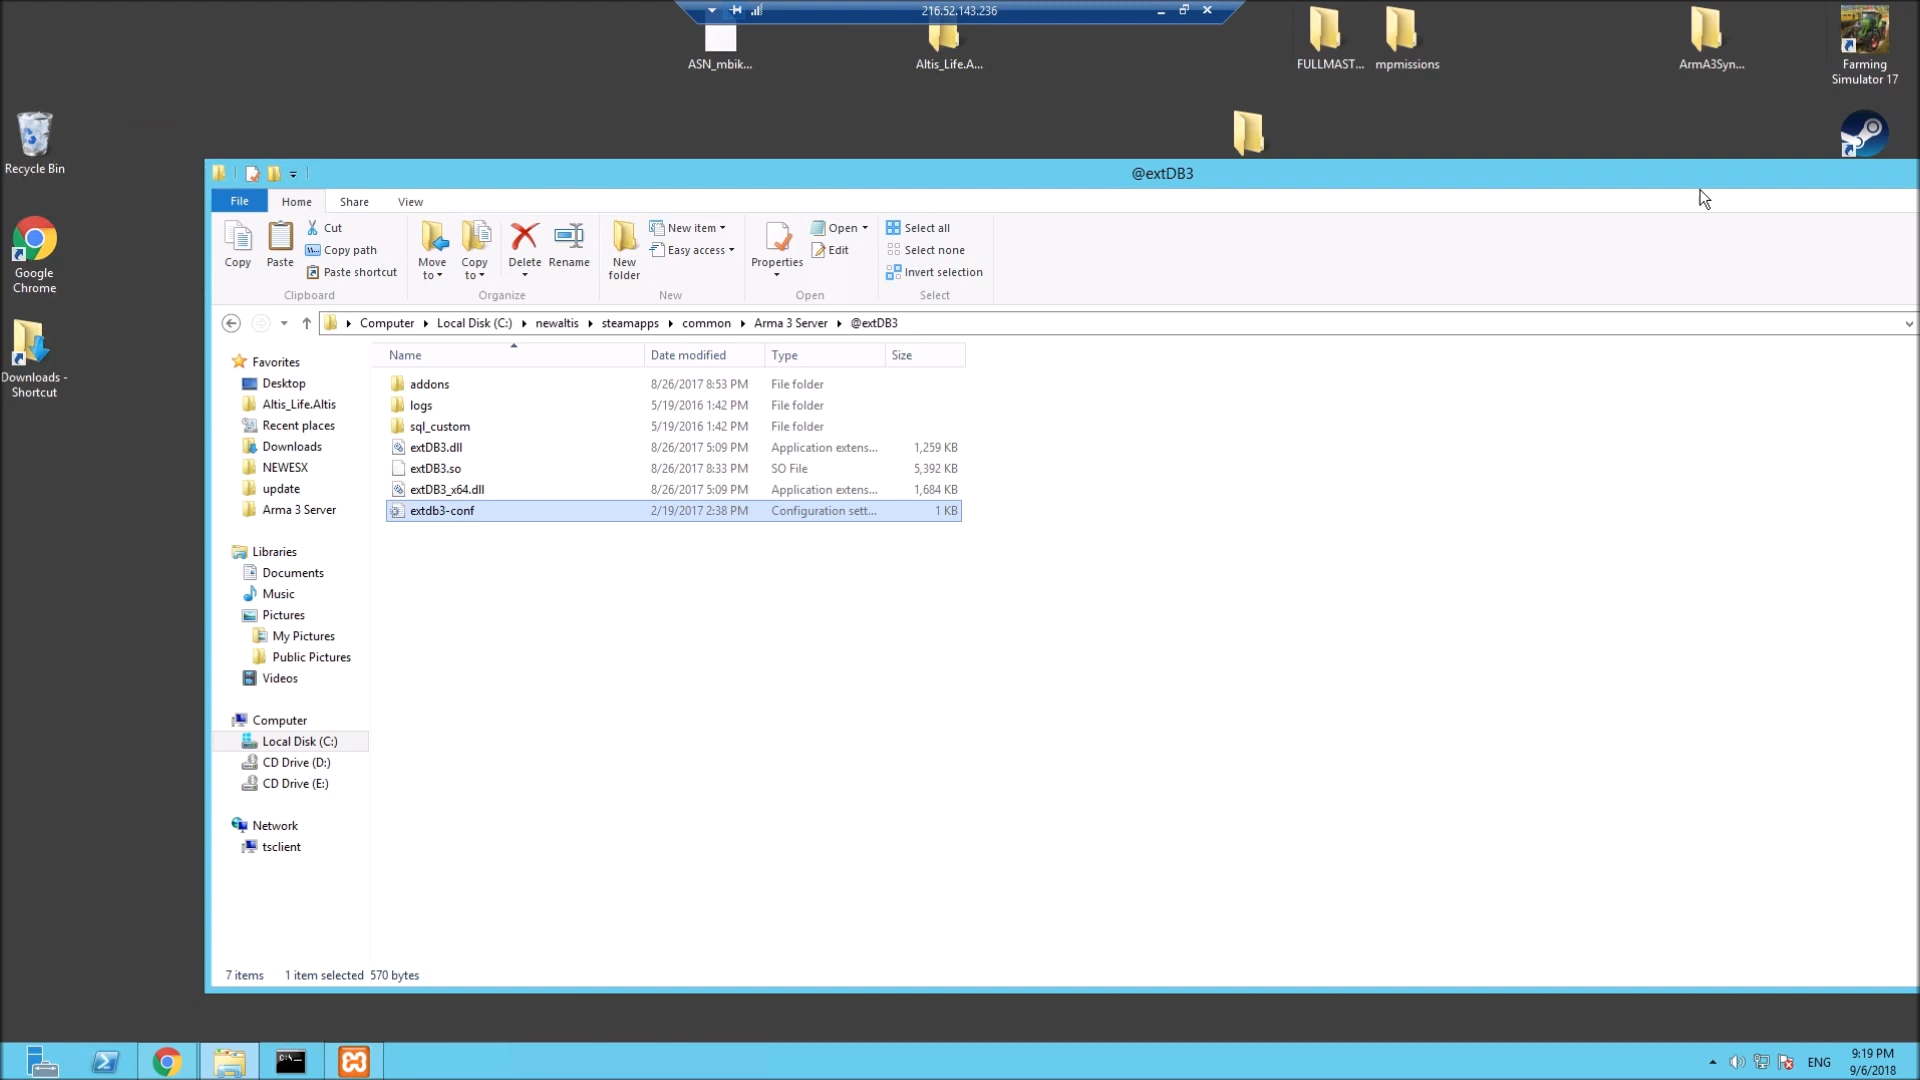 216.52.143.236
ASN_mbik...
Altis_Life.A...
FULLMAST...
mpmissions
ArmA3Syn...
Farming
Simulator 17
Recycle Bin
Google
Chrome
Downloads -
Shortcut
@extDB3
File
Home
Share
View
Copy
Paste
Cut
Copy path
Paste shortcut
Clipboard
Move
to
Copy
to
Delete
Rename
Organize
New
folder
New item
Easy access
New
Properties
Open
Edit
Open
Select all
Select none
Invert selection
Select
Computer
Local Disk (C:)
newaltis
steamapps
common
Arma 3 Server
@extDB3
Favorites
Desktop
Altis_Life.Altis
Recent places
Downloads
NEWESX
update
Arma 3 Server
Libraries
Documents
Music
Pictures
My Pictures
Public Pictures
Videos
Computer
Local Disk (C:)
CD Drive (D:)
CD Drive (E:)
Network
tsclient
Name Date modified Type Size
addons 8/26/2017 8:53 PM File folder
logs 5/19/2016 1:42 PM File folder
sql_custom 5/19/2016 1:42 PM File folder
extDB3.dll 8/26/2017 5:09 PM Application extens... 1,259 KB
extDB3.so 8/26/2017 8:33 PM SO File 5,392 KB
extDB3_x64.dll 8/26/2017 5:09 PM Application extens... 1,684 KB
extdb3-conf 2/19/2017 2:38 PM Configuration sett... 1 KB
7 items 1 item selected 570 bytes
C:\
ENG
9:19 PM
9/6/2018